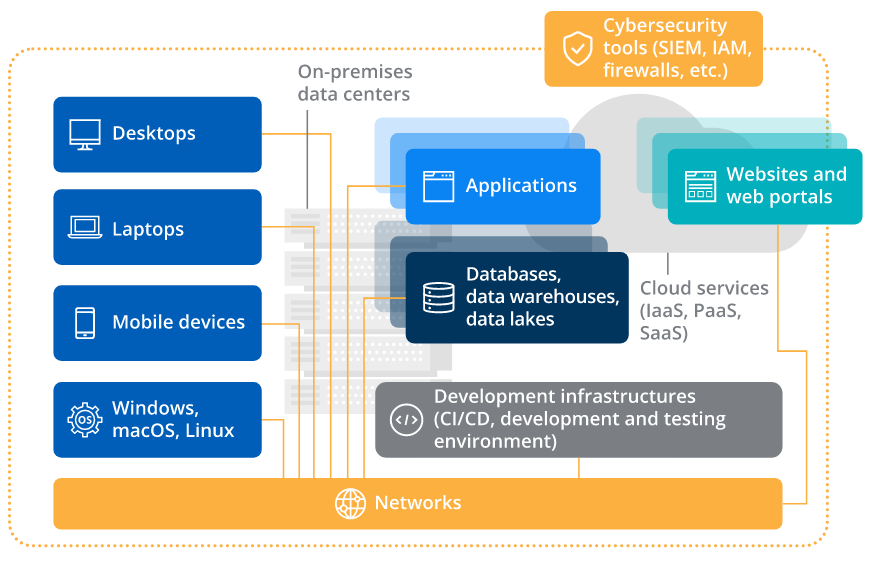 Cybersecurity
tools (SIEM, IAM,
firewalls, etc.)
On-premises
data centers
Desktops
Applications
Websites and
web portals
Laptops
Databases,
data warehouses,
data lakes
Cloud services
(IaaS, PaaS,
SaaS)
Mobile devices
Windows,
macOS, Linux
OS
Development infrastructures
(CI/CD, development and testing
environment)
Networks